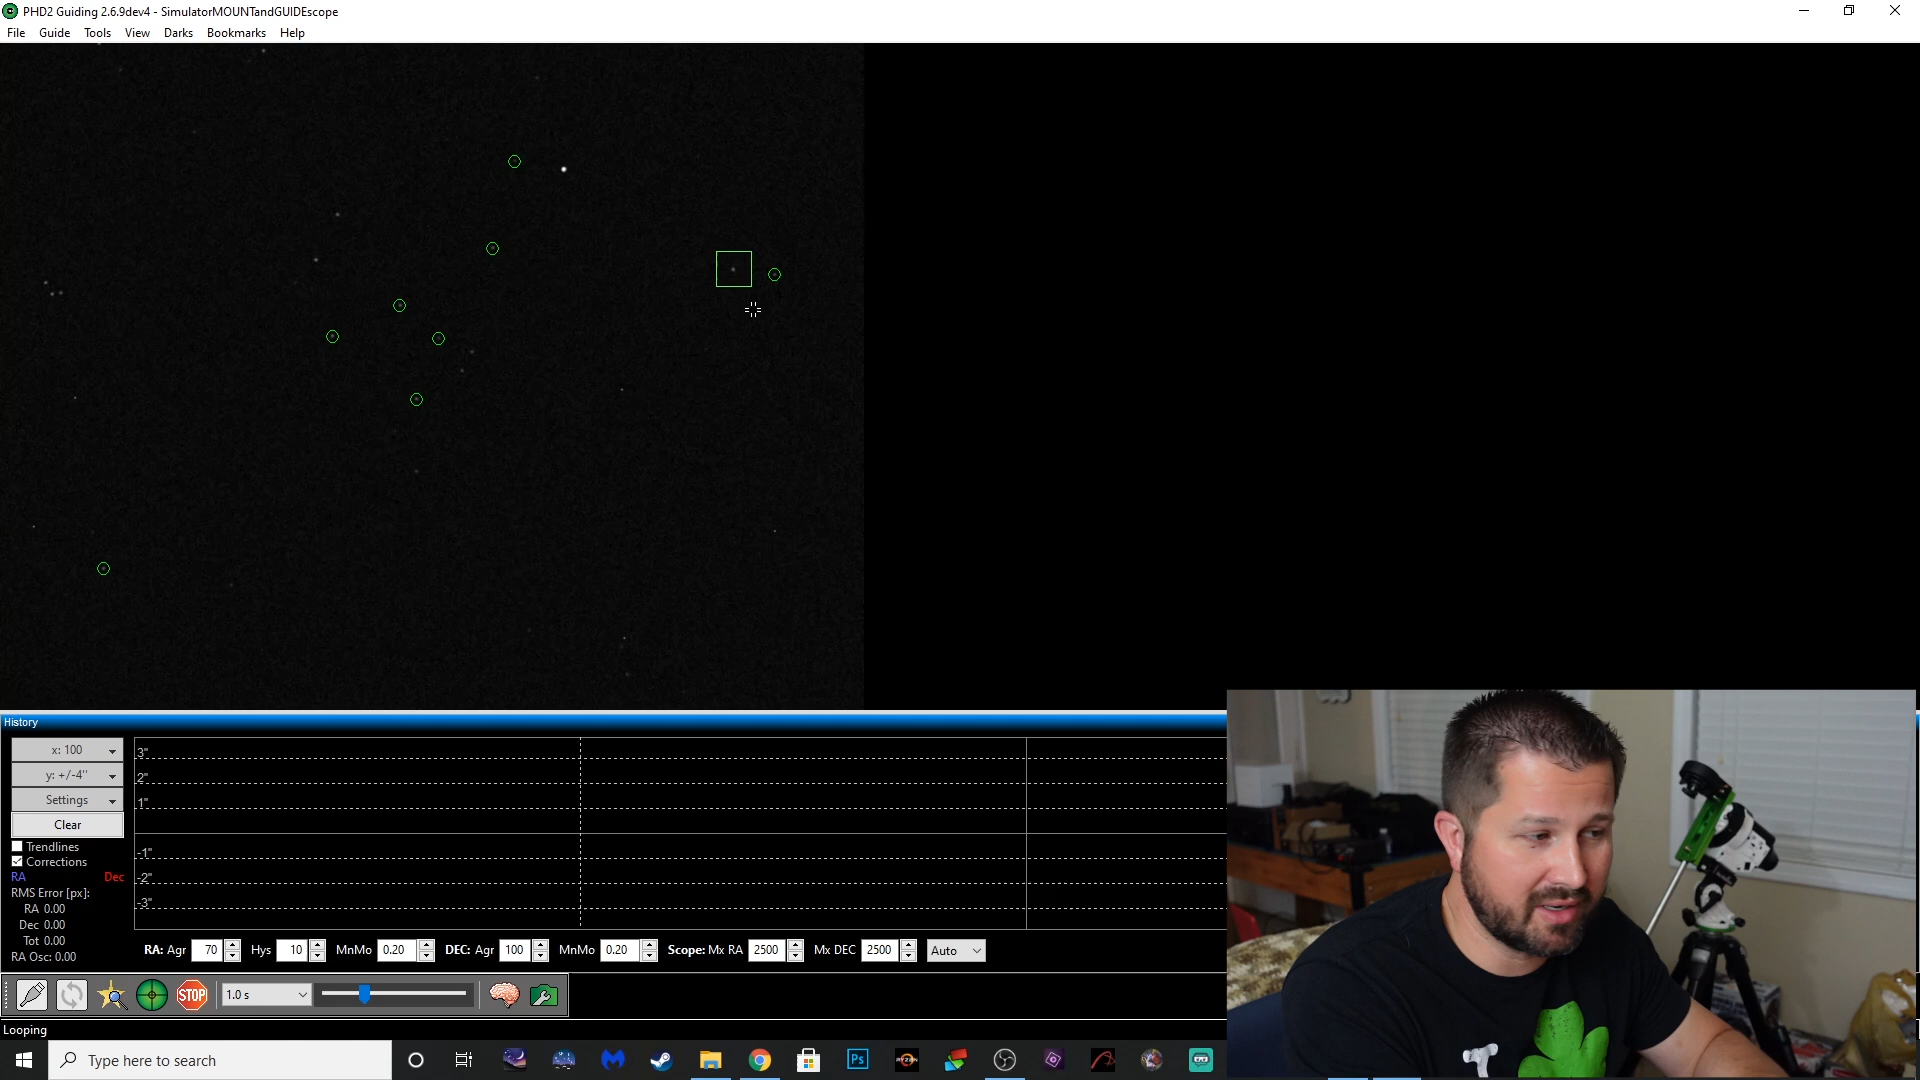 PHD2 Guiding 2.6.9dev4 - SimulatorMOUNTandGUIDEscope
File Guide Tools View Darks Bookmarks Help
History
x: 100
y: +/-4"
Settings
Clear
Trendlines
Corrections
RA Dec
RMS Error [px]:
RA 0.00
Dec 0.00
Tot 0.00
RA Osc: 0.00
3"
2"
1"
-1"
-2"
-3"
RA: Agr 70 Hys 10 MnMo 0.20 DEC: Agr 100 MnMo 0.20 Scope: Mx RA 2500 Mx DEC 2500 Auto
STOP 1.0 s
Looping
Type here to search
Ps
RYZEN